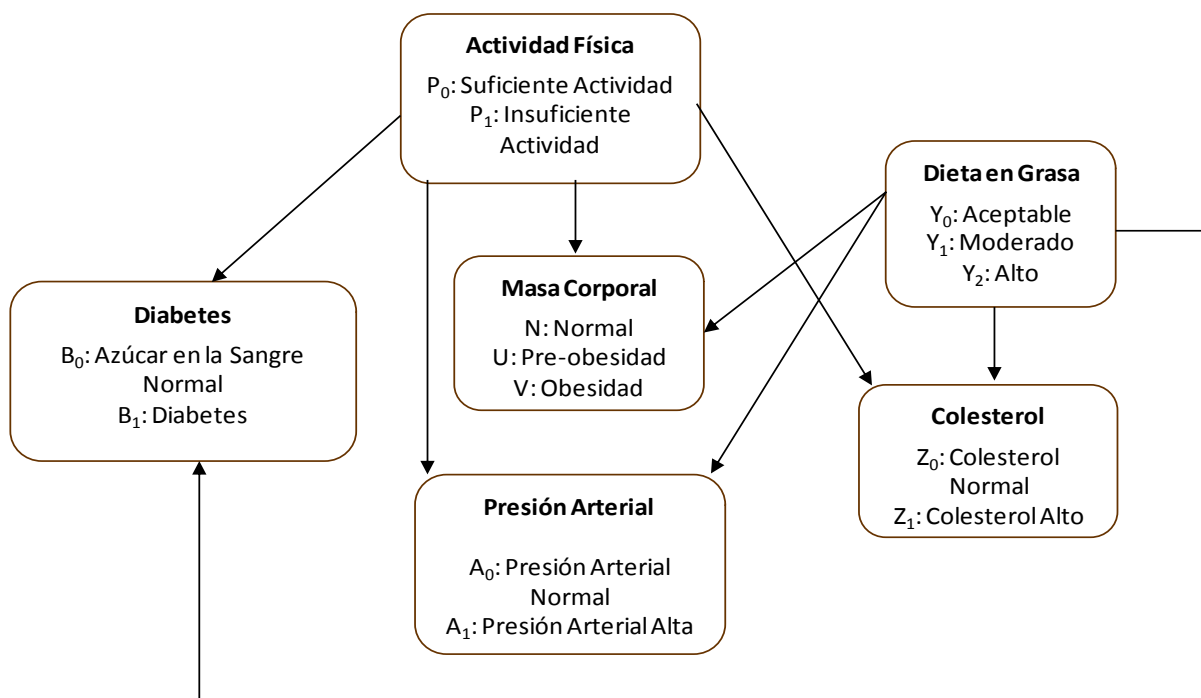 Actividad Física
P₀: Suficiente Actividad
P₁: Insuficiente
Actividad
Dieta en Grasa
Y₀: Aceptable
Y₁: Moderado
Y₂: Alto
Masa Corporal
N: Normal
U: Pre-obesidad
V: Obesidad
Diabetes
B₀: Azúcar en la Sangre
Normal
B₁: Diabetes
Colesterol
Z₀: Colesterol
Normal
Z₁: Colesterol Alto
Presión Arterial
A₀: Presión Arterial
Normal
A₁: Presión Arterial Alta